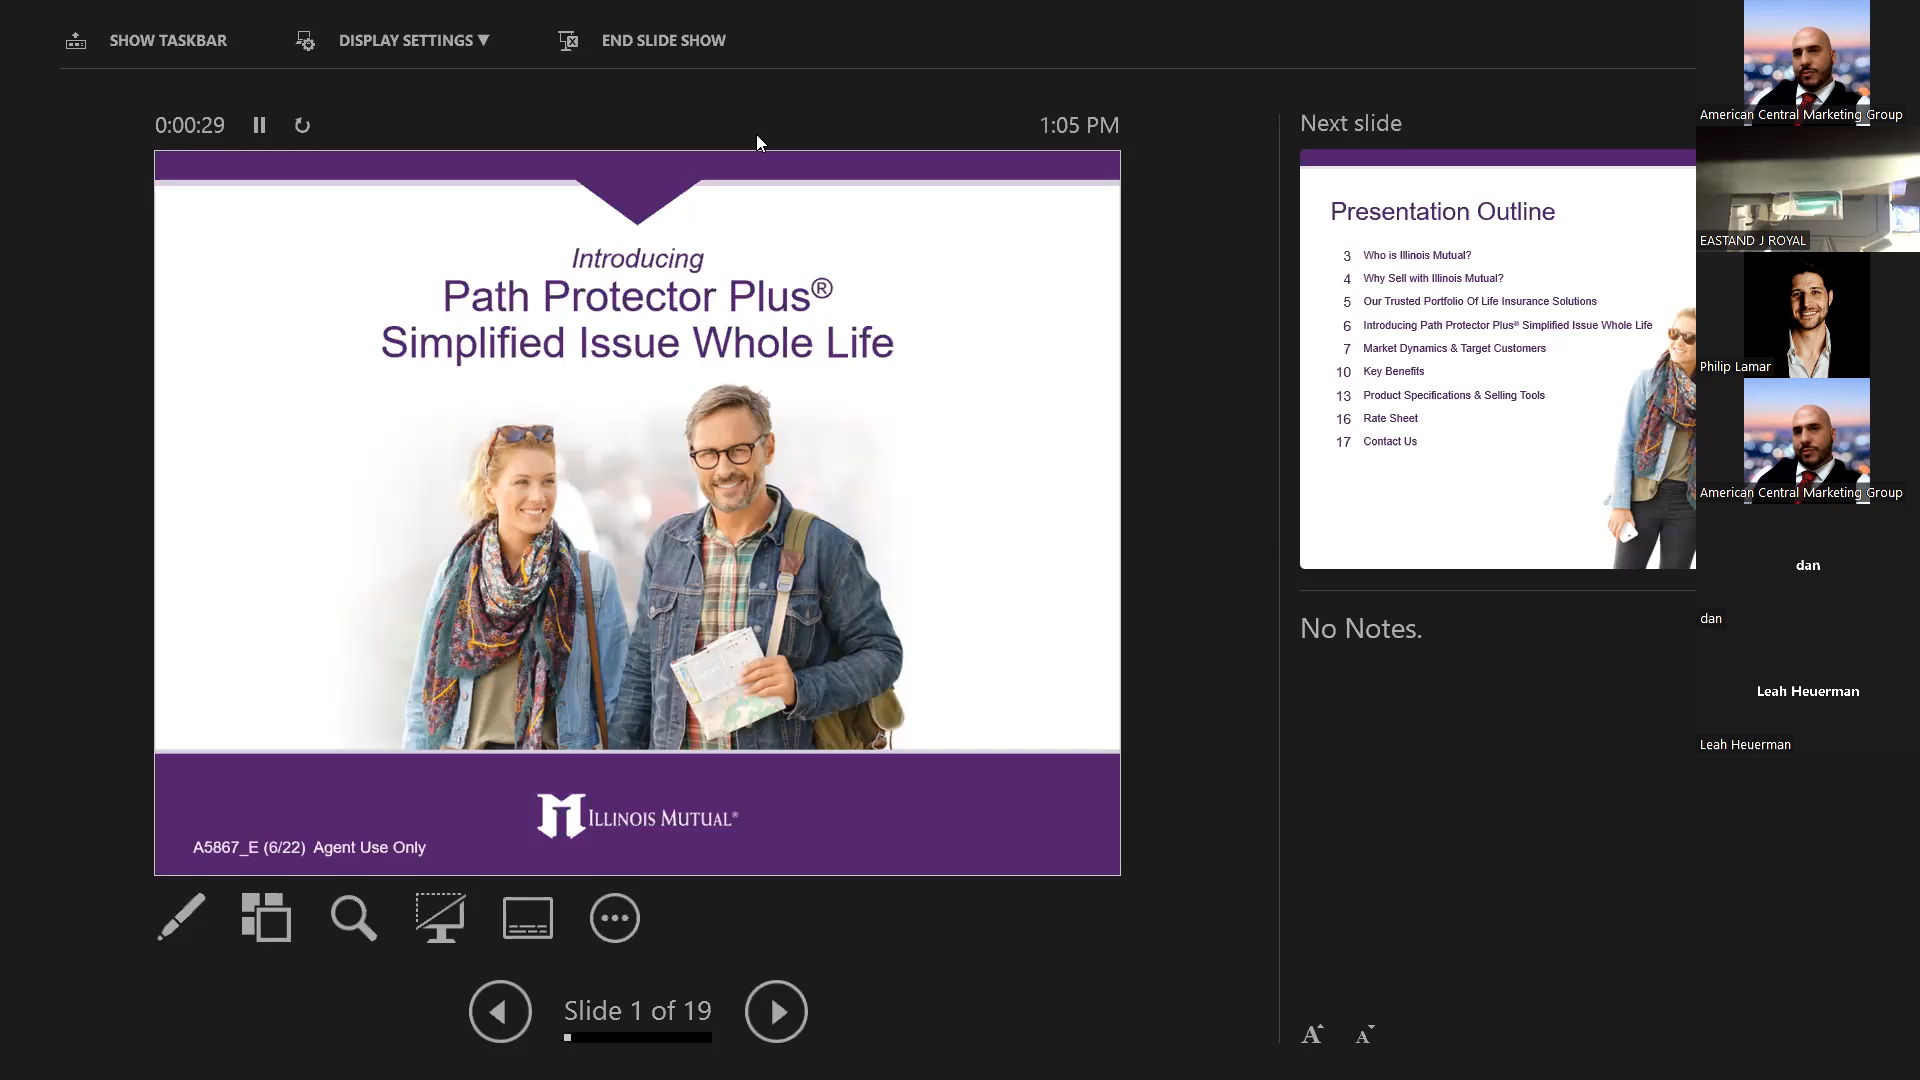 SHOW TASKBAR
DISPLAY SETTINGS ▼
END SLIDE SHOW
0:00:29
1:05 PM
Introducing
Path Protector Plus®
Simplified Issue Whole Life
ILLINOIS MUTUAL®
A5867_E (6/22) Agent Use Only
Slide 1 of 19
Next slide
Presentation Outline
3 Who is Illinois Mutual?
4 Why Sell with Illinois Mutual?
5 Our Trusted Portfolio Of Life Insurance Solutions
6 Introducing Path Protector Plus® Simplified Issue Whole Life
7 Market Dynamics & Target Customers
10 Key Benefits
13 Product Specifications & Selling Tools
16 Rate Sheet
17 Contact Us
No Notes.
A A
American Central Marketing Group
EASTAND J ROYAL
Philip Lamar
American Central Marketing Group
dan
dan
Leah Heuerman
Leah Heuerman